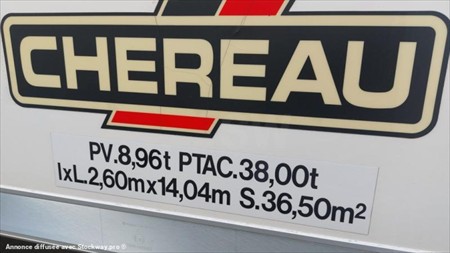 CHEREAU
PV.8,96t PTAC.38,00t
lxL.2,60mx14,04m S.36,50m²
Annonce diffusée avec Stockway.pro ©